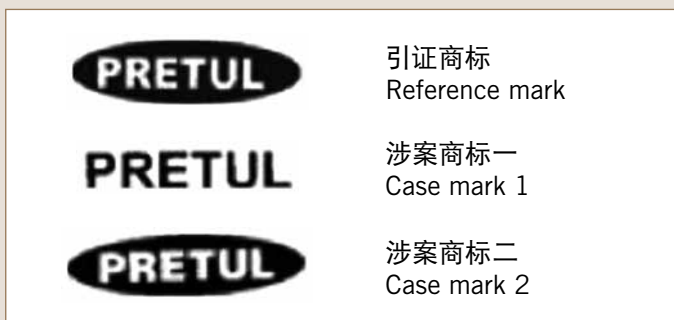 PRETUL
引证商标
Reference mark
PRETUL
涉案商标一
Case mark 1
PRETUL
涉案商标二
Case mark 2